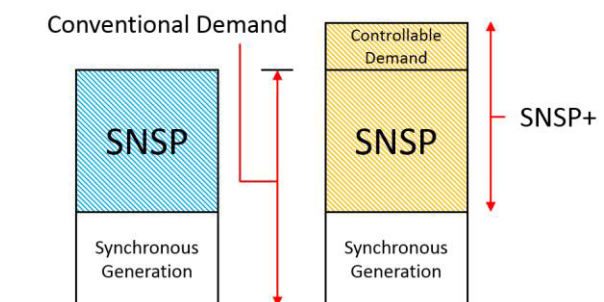 Conventional Demand
SNSP
Synchronous
Generation
Controllable
Demand
SNSP
Synchronous
Generation
SNSP+